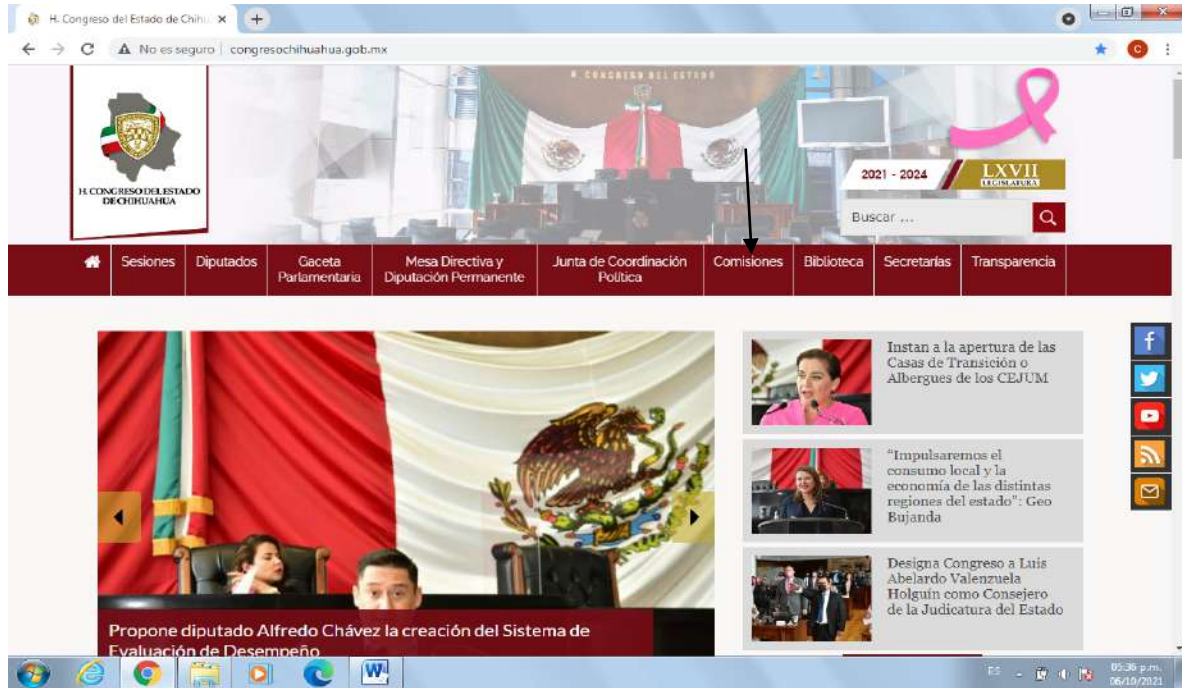 H. Congreso del Estado de Chihu
No es seguro
congresochihuahua.gob.mx
C
H. CONGRESO DEL ESTADO
H. CONGRESO DEL ESTADO
DE CHIHUAHUA
2021 - 2024
LXVII
LEGISLATURA
Buscar ...
Sesiones
Diputados
Gaceta
Parlamentaria
Mesa Directiva y
Diputación Permanente
Junta de Coordinación
Política
Comisiones
Biblioteca
Secretarías
Transparencia
Instan a la apertura de las
Casas de Transición o
Albergues de los CEJUM
"Impulsaremos el
consumo local y la
economía de las distintas
regiones del estado": Geo
Bujanda
Designa Congreso a Luis
Abelardo Valenzuela
Holguín como Consejero
de la Judicatura del Estado
Propone diputado Alfredo Chávez la creación del Sistema de
Evaluación de Desempeño
ES
05:36 p.m.
06/10/2021